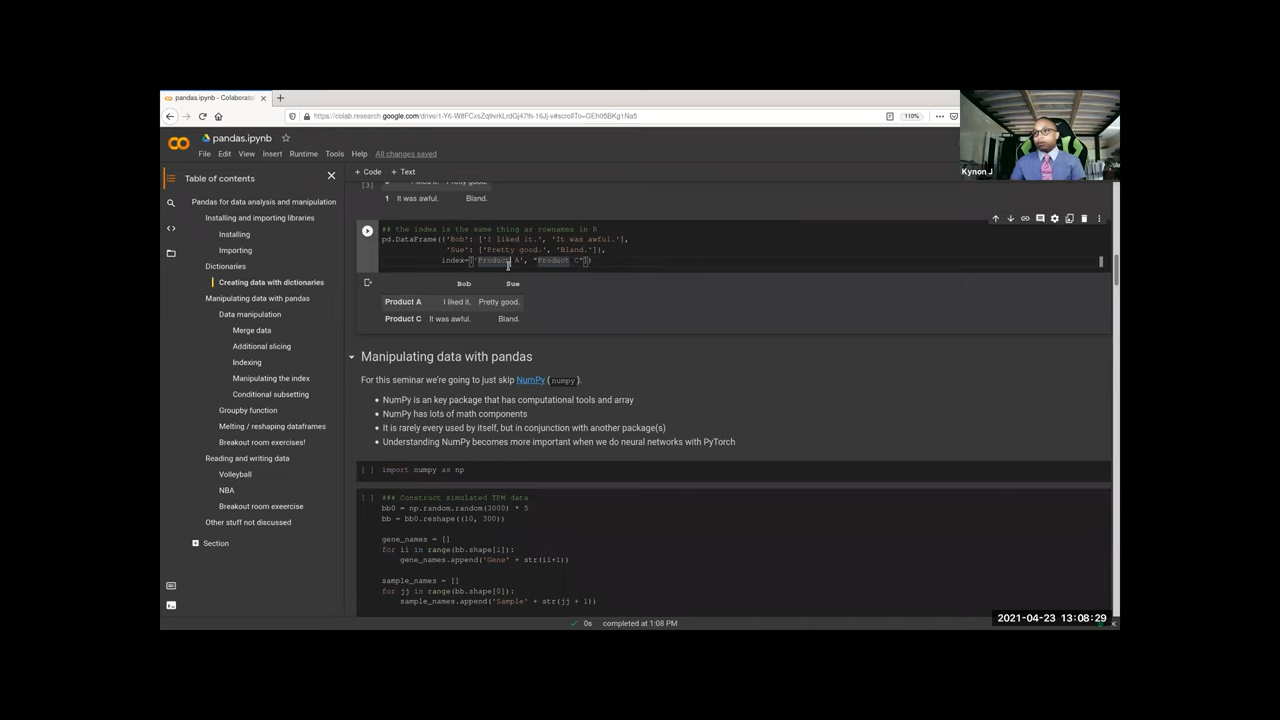 pandas.ipynb - Colaborato
https://colab.research.google.com/drive/1-Y6-W8FCxsZqtlvrkLrdGj47th-16Jj-v#scrollTo=GEh05BKg1Na5
110%
pandas.ipynb
File Edit View Insert Runtime Tools Help All changes saved
Kynon J
Table of contents
+ Code + Text
Pandas for data analysis and manipulation
Installing and importing libraries
Installing
Importing
Dictionaries
Creating data with dictionaries
Manipulating data with pandas
Data manipulation
Merge data
Additional slicing
Indexing
Manipulating the index
Conditional subsetting
Groupby function
Melting / reshaping dataframes
Breakout room exercises!
Reading and writing data
Volleyball
NBA
Breakout room exercise
Other stuff not discussed
Section
[3]
1 It was awful. Bland.
## the index is the same thing as rownames in R
pd.DataFrame({'Bob': ['I liked it.', 'It was awful.'],
'Sue': ['Pretty good.', 'Bland.']},
index=['Product A', "Product C"])
Bob Sue
Product A I liked it. Pretty good.
Product C It was awful. Bland.
Manipulating data with pandas
For this seminar we're going to just skip NumPy (numpy).
• NumPy is an key package that has computational tools and array
• NumPy has lots of math components
• It is rarely every used by itself, but in conjunction with another package(s)
• Understanding NumPy becomes more important when we do neural networks with PyTorch
[ ] import numpy as np
[ ] ### Construct simulated TPM data
bb0 = np.random.random(3000) * 5
bb = bb0.reshape((10, 300))
gene_names = []
for ii in range(bb.shape[1]):
gene_names.append('Gene' + str(ii+1))
sample_names = []
for jj in range(bb.shape[0]):
sample_names.append('Sample' + str(jj + 1))
0s completed at 1:08 PM
2021-04-23 13:08:29